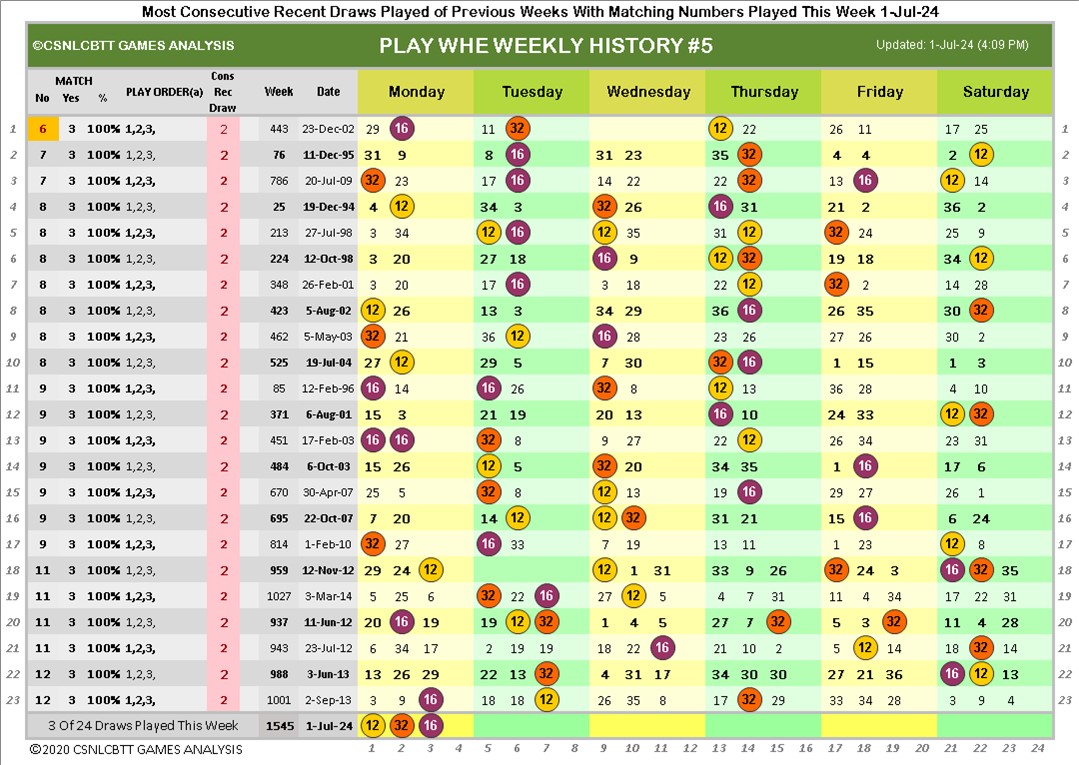 Most Consecutive Recent Draws Played of Previous Weeks With Matching Numbers Played This Week 1-Jul-24
©CSNLCBTT GAMES ANALYSIS PLAY WHE WEEKLY HISTORY #5 Updated: 1-Jul-24 (4:09 PM)
No MATCH Yes % PLAY ORDER(a) Cons Rec Draw Week Date Monday Tuesday Wednesday Thursday Friday Saturday
1 6 3 100% 1,2,3, 2 443 23-Dec-02 29 16 11 32 12 22 26 11 17 25 1
2 7 3 100% 1,2,3, 2 76 11-Dec-95 31 9 8 16 31 23 35 32 4 4 2 12 2
3 7 3 100% 1,2,3, 2 786 20-Jul-09 32 23 17 16 14 22 22 32 13 16 12 14 3
4 8 3 100% 1,2,3, 2 25 19-Dec-94 4 12 34 3 32 26 16 31 21 2 36 2 4
5 8 3 100% 1,2,3, 2 213 27-Jul-98 3 34 12 16 12 35 31 12 32 24 25 9 5
6 8 3 100% 1,2,3, 2 224 12-Oct-98 3 20 27 18 16 9 12 32 19 18 34 12 6
7 8 3 100% 1,2,3, 2 348 26-Feb-01 3 20 17 16 3 18 22 12 32 2 14 28 7
8 8 3 100% 1,2,3, 2 423 5-Aug-02 12 26 13 3 34 29 36 16 26 35 30 32 8
9 8 3 100% 1,2,3, 2 462 5-May-03 32 21 36 12 16 28 23 26 27 26 30 2 9
10 8 3 100% 1,2,3, 2 525 19-Jul-04 27 12 29 5 7 30 32 16 1 15 1 3 10
11 9 3 100% 1,2,3, 2 85 12-Feb-96 16 14 16 26 32 8 12 13 36 28 4 10 11
12 9 3 100% 1,2,3, 2 371 6-Aug-01 15 3 21 19 20 13 16 10 24 33 12 32 12
13 9 3 100% 1,2,3, 2 451 17-Feb-03 16 16 32 8 9 27 22 12 26 34 23 31 13
14 9 3 100% 1,2,3, 2 484 6-Oct-03 15 26 12 5 32 20 34 35 1 16 17 6 14
15 9 3 100% 1,2,3, 2 670 30-Apr-07 25 5 32 8 12 13 19 16 29 27 26 1 15
16 9 3 100% 1,2,3, 2 695 22-Oct-07 7 20 14 12 12 32 31 21 15 16 6 24 16
17 9 3 100% 1,2,3, 2 814 1-Feb-10 32 27 16 33 7 19 13 11 1 23 12 8 17
18 11 3 100% 1,2,3, 2 959 12-Nov-12 29 24 12 12 1 31 33 9 26 32 24 3 16 32 35 18
19 11 3 100% 1,2,3, 2 1027 3-Mar-14 5 25 6 32 22 16 27 12 5 4 7 31 11 4 34 17 22 31 19
20 11 3 100% 1,2,3, 2 937 11-Jun-12 20 16 19 19 12 32 1 4 5 27 7 32 5 3 32 11 4 28 20
21 11 3 100% 1,2,3, 2 943 23-Jul-12 6 34 17 2 19 19 18 22 16 21 10 2 5 12 14 18 32 14 21
22 12 3 100% 1,2,3, 2 988 3-Jun-13 13 26 29 22 13 32 4 31 17 34 30 30 27 21 36 16 12 13 22
23 12 3 100% 1,2,3, 2 1001 2-Sep-13 3 9 16 18 18 12 26 35 8 17 32 29 33 34 28 3 9 4 23
3 Of 24 Draws Played This Week 1545 1-Jul-24 12 32 16
©2020 CSNLCBTT GAMES ANALYSIS 1 2 3 4 5 6 7 8 9 10 11 12 13 14 15 16 17 18 19 20 21 22 23 24